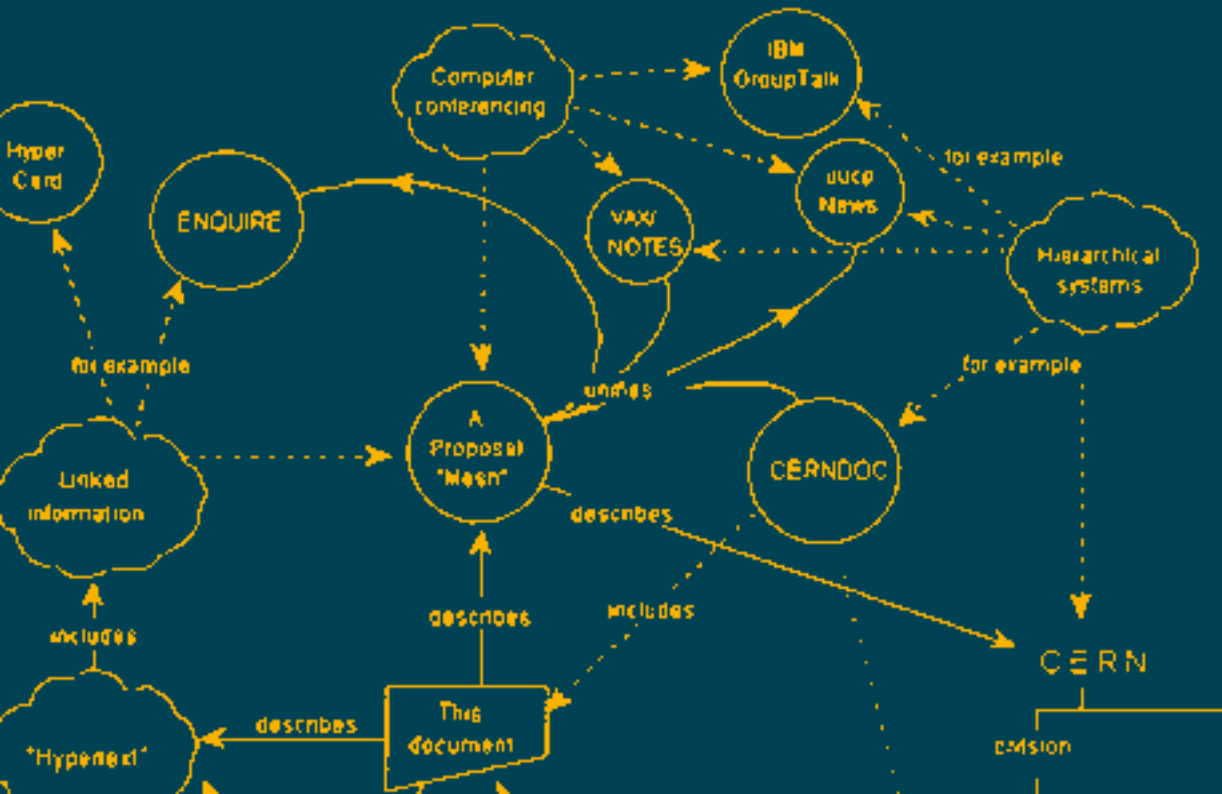 IBM
GroupTalk
Computer
conferencing
Hyper
Card
for example
uucp
News
ENQUIRE
VAX/
NOTES
Hierarchical
systems
for example
for example
unifies
A
Proposal
"Mesh"
CERNDOC
Linked
information
describes
includes
describes
includes
CERN
This
document
describes
"Hypertext"
division